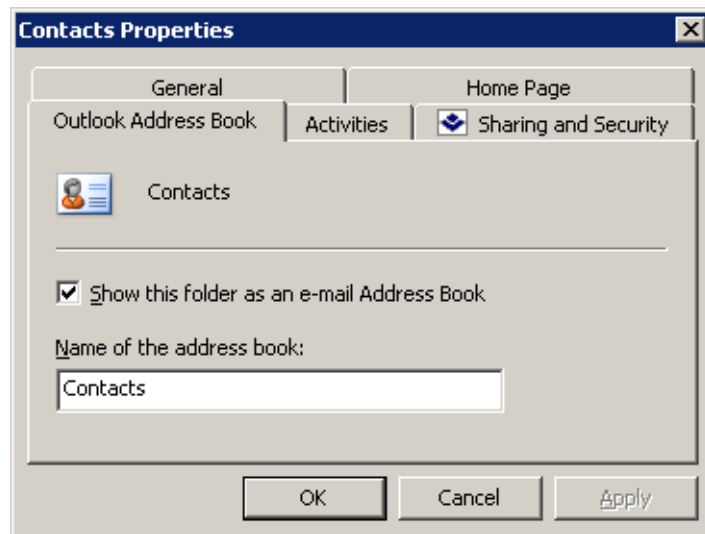 Contacts Properties
General Home Page
Outlook Address Book Activities Sharing and Security
Contacts
Show this folder as an e-mail Address Book
Name of the address book:
Contacts
OK Cancel Apply